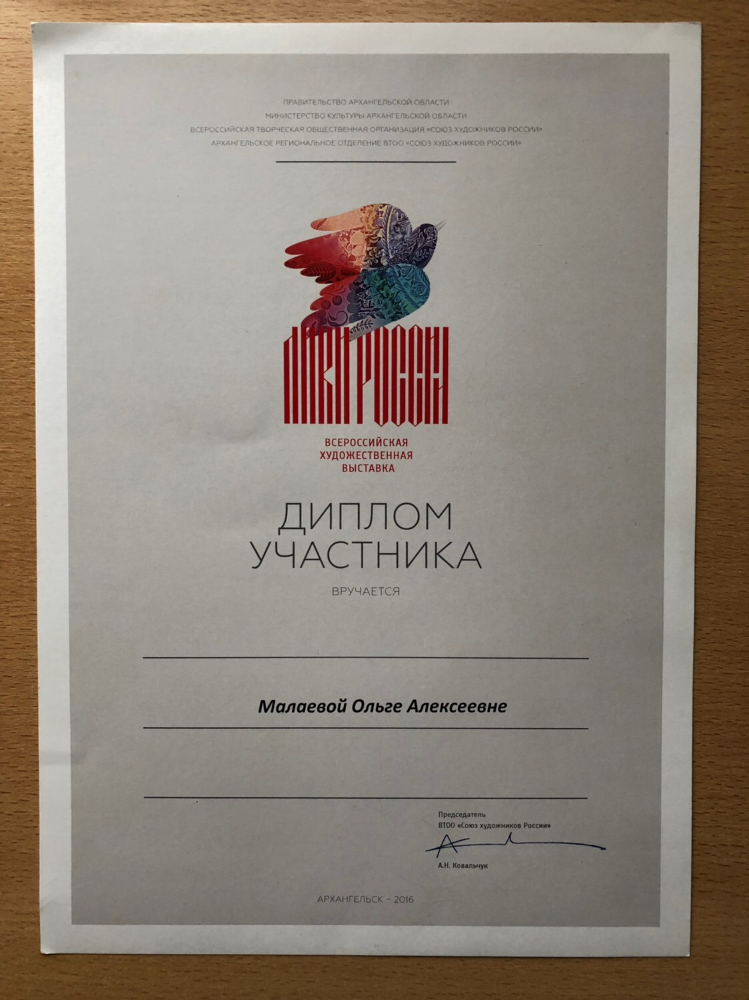 ПРАВИТЕЛЬСТВО АРХАНГЕЛЬСКОЙ ОБЛАСТИ
МИНИСТЕРСТВО КУЛЬТУРЫ АРХАНГЕЛЬСКОЙ ОБЛАСТИ
ВСЕРОССИЙСКАЯ ТВОРЧЕСКАЯ ОБЩЕСТВЕННАЯ ОРГАНИЗАЦИЯ «СОЮЗ ХУДОЖНИКОВ РОССИИ»
АРХАНГЕЛЬСКОЕ РЕГИОНАЛЬНОЕ ОТДЕЛЕНИЕ ВТОО «СОЮЗ ХУДОЖНИКОВ РОССИИ»
РОССИИ
ВСЕРОССИЙСКАЯ
ХУДОЖЕСТВЕННАЯ
ВЫСТАВКА
ДИПЛОМ
УЧАСТНИКА
ВРУЧАЕТСЯ
Малаевой Ольге Алексеевне
Председатель
ВТОО «Союз художников России»
А.Н. Ковальчук
АРХАНГЕЛЬСК – 2016